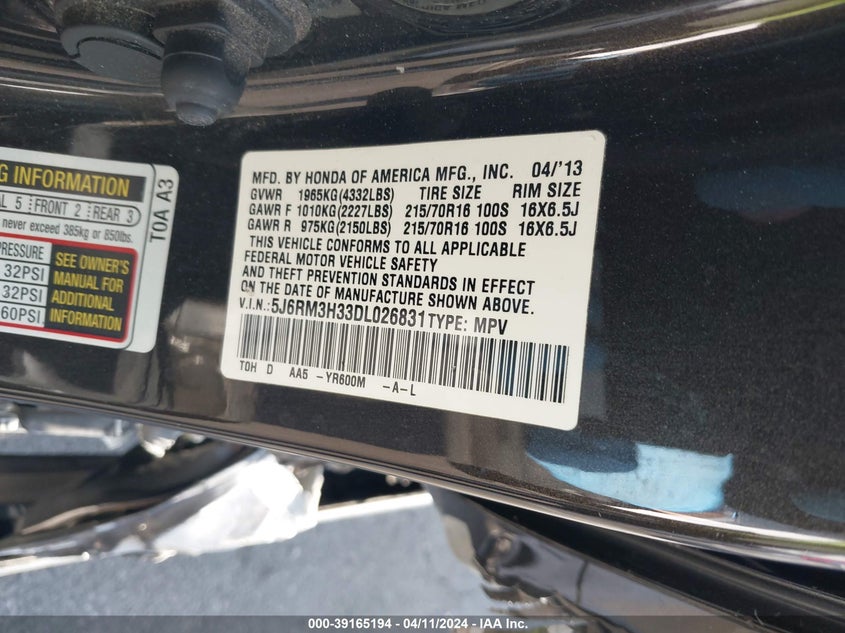 G INFORMATION
AL 5 FRONT 2 REAR 3
never exceed 385kg or 850lbs.
PRESSURE
32PSI
32PSI
60PSI
SEE OWNER'S
MANUAL FOR
ADDITIONAL
INFORMATION
T0A A3
MFD. BY HONDA OF AMERICA MFG., INC. 04/'13
GVWR 1965KG(4332LBS) TIRE SIZE RIM SIZE
GAWR F 1010KG(2227LBS) 215/70R16 100S 16X6.5J
GAWR R 975KG(2150LBS) 215/70R16 100S 16X6.5J
THIS VEHICLE CONFORMS TO ALL APPLICABLE
FEDERAL MOTOR VEHICLE SAFETY
AND THEFT PREVENTION STANDARDS IN EFFECT
ON THE DATE OF MANUFACTURE SHOWN ABOVE.
V.I.N.:5J6RM3H33DL026831 TYPE: MPV
TOH D AA5 -YR600M -A-L
000-39165194 - 04/11/2024 - IAA Inc.